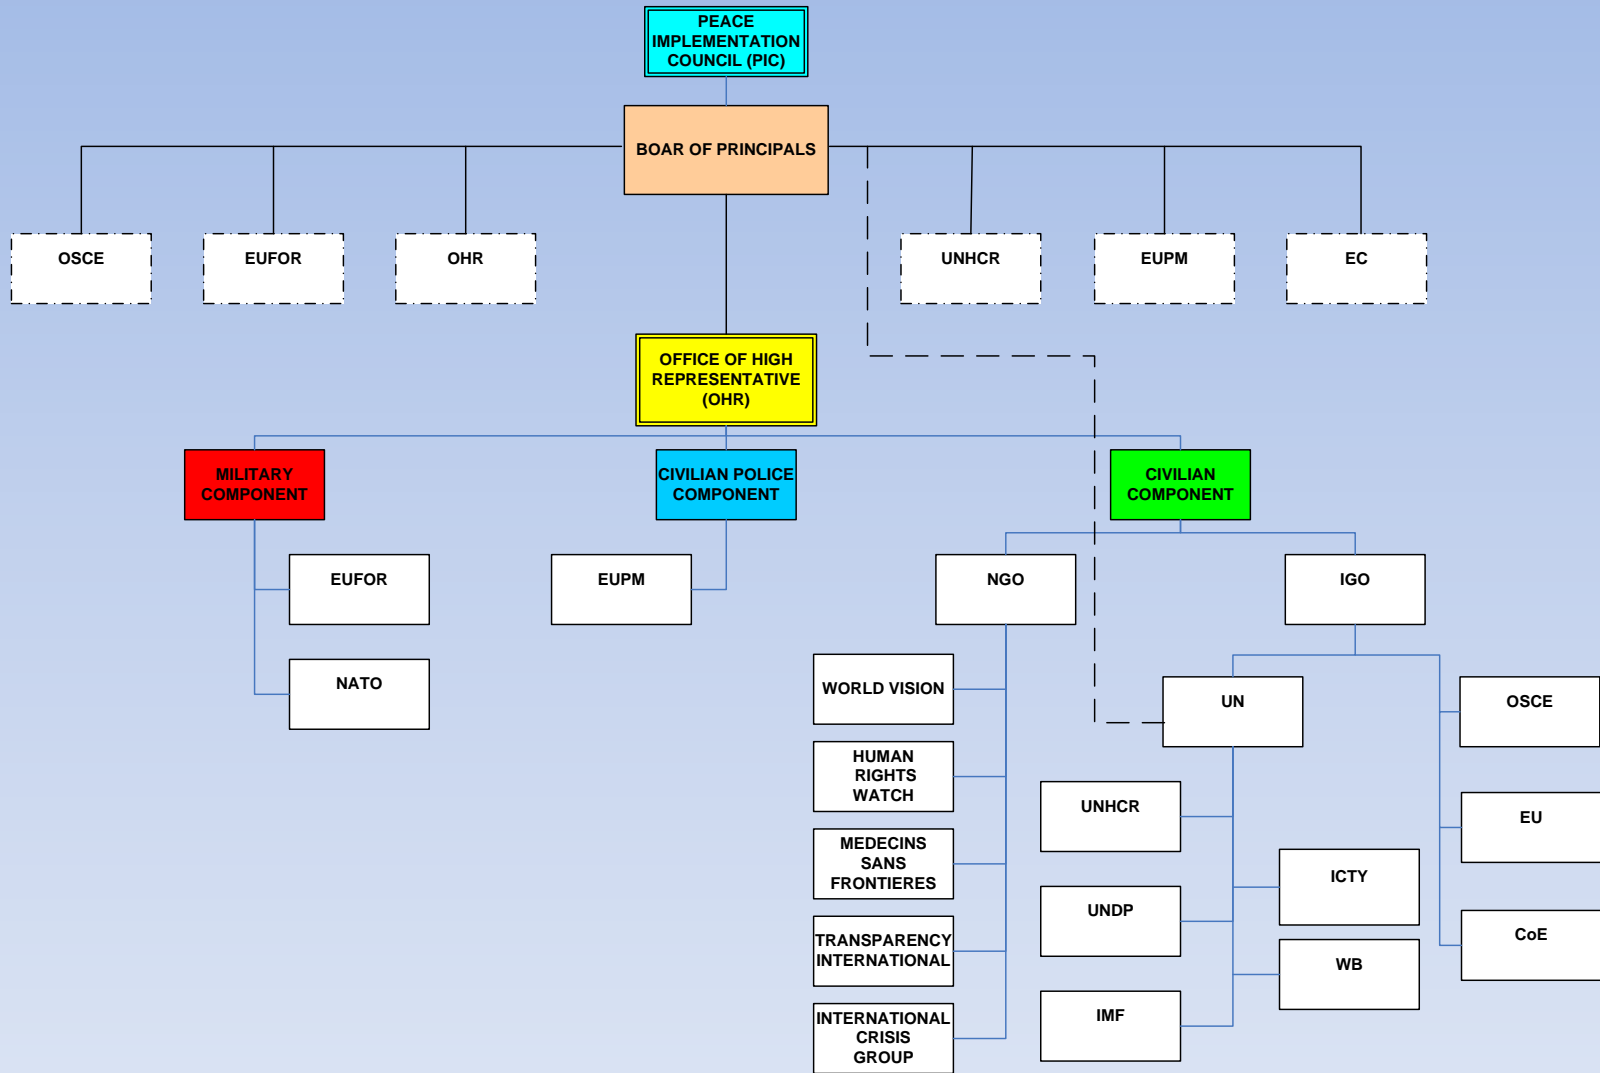 PEACE
IMPLEMENTATION
COUNCIL (PIC)
BOAR OF PRINCIPALS
OSCE
EUFOR
OHR
UNHCR
EUPM
EC
OFFICE OF HIGH
REPRESENTATIVE
(OHR)
MILITARY
COMPONENT
CIVILIAN POLICE
COMPONENT
CIVILIAN
COMPONENT
EUFOR
EUPM
NGO
IGO
NATO
WORLD VISION
UN
OSCE
HUMAN
RIGHTS
WATCH
UNHCR
EU
MEDECINS
SANS
FRONTIERES
ICTY
UNDP
CoE
TRANSPARENCY
INTERNATIONAL
WB
IMF
INTERNATIONAL
CRISIS
GROUP